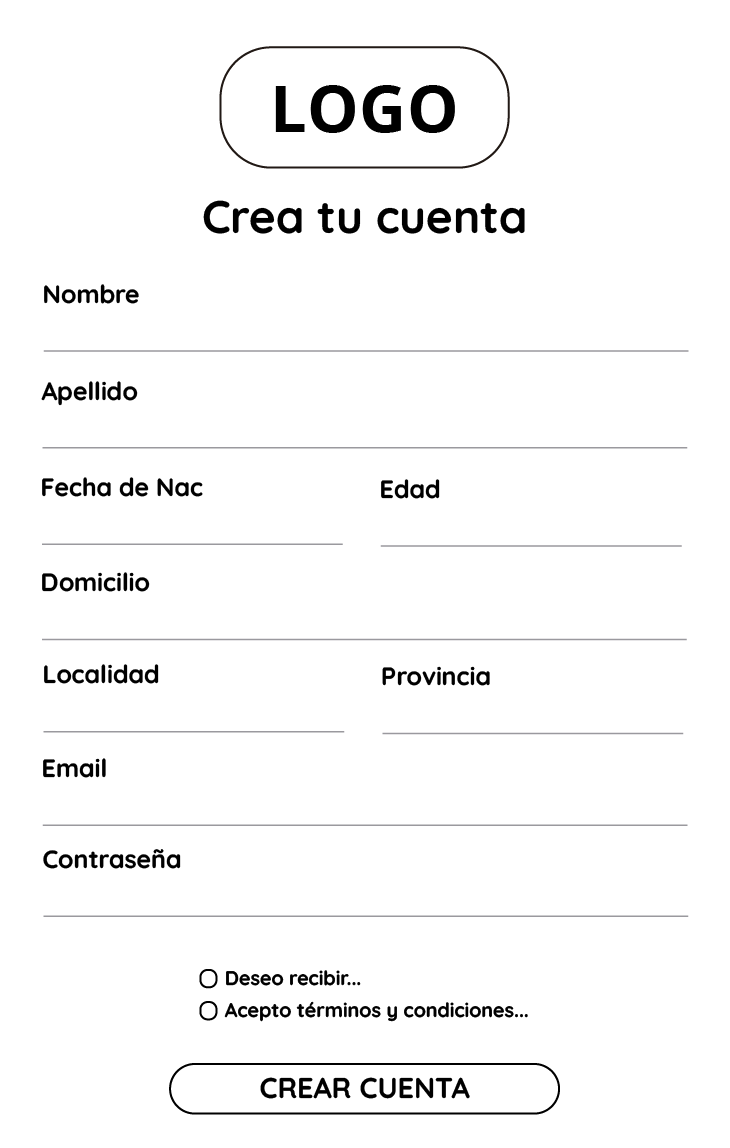 LOGO
Crea tu cuenta
Nombre
Apellido
Fecha de Nac
Edad
Domicilio
Localidad
Provincia
Email
Contraseña
Deseo recibir...
Acepto términos y condiciones...
CREAR CUENTA